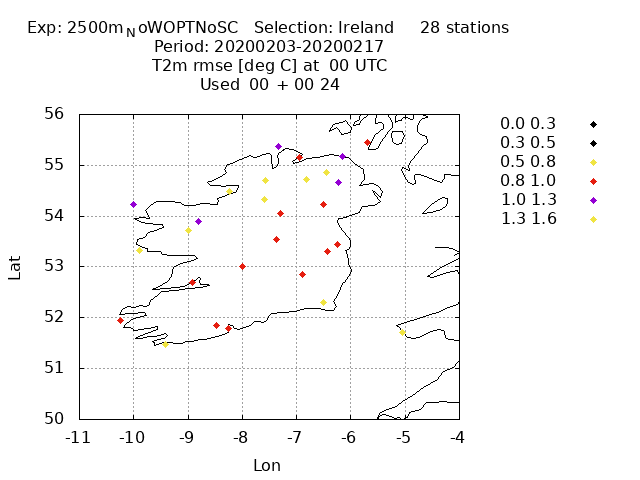 Exp: 2500m_NoWOPTNoSC Selection: Ireland 28 stations
Period: 20200203-20200217
T2m rmse [deg C] at 00 UTC
Used 00 + 00 24
56
55
54
53
52
51
50
-11 -10 -9 -8 -7 -6 -5 -4
Lat
Lon
0.0 0.3
0.3 0.5
0.5 0.8
0.8 1.0
1.0 1.3
1.3 1.6